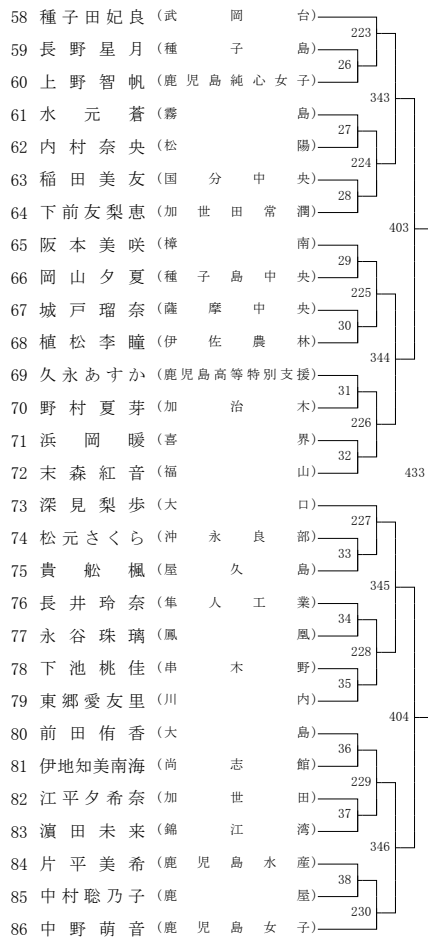 58 種子田妃良 (武岡台)
59 長野星月 (種子島)
60 上野智帆 (鹿児島純心女子)
61 水元蒼 (霧島)
62 内村奈央 (松陽)
63 稲田美友 (国分中央)
64 下前友梨恵 (加世田常潤)
65 阪本美咲 (樟南)
66 岡山夕夏 (種子島中央)
67 城戸瑠奈 (薩摩中央)
68 植松李瞳 (伊佐農林)
69 久永あすか (鹿児島高等特別支援)
70 野村夏芽 (加治木)
71 浜岡暖 (喜界)
72 末森紅音 (福山)
73 深見梨歩 (大口)
74 松元さくら (沖永良部)
75 貴舩楓 (屋久島)
76 長井玲奈 (隼人工業)
77 永谷珠璃 (鳳凰)
78 下池桃佳 (串木野)
79 東郷愛友里 (川内)
80 前田侑香 (大島)
81 伊地知美南海 (尚志館)
82 江平夕希奈 (加世田)
83 濵田未来 (錦江湾)
84 片平美希 (鹿児島水産)
85 中村聡乃子 (鹿屋)
86 中野萌音 (鹿児島女子)
26
27
28
29
30
31
32
33
34
35
36
37
38
223
224
225
226
227
228
229
230
343
344
345
346
403
404
433